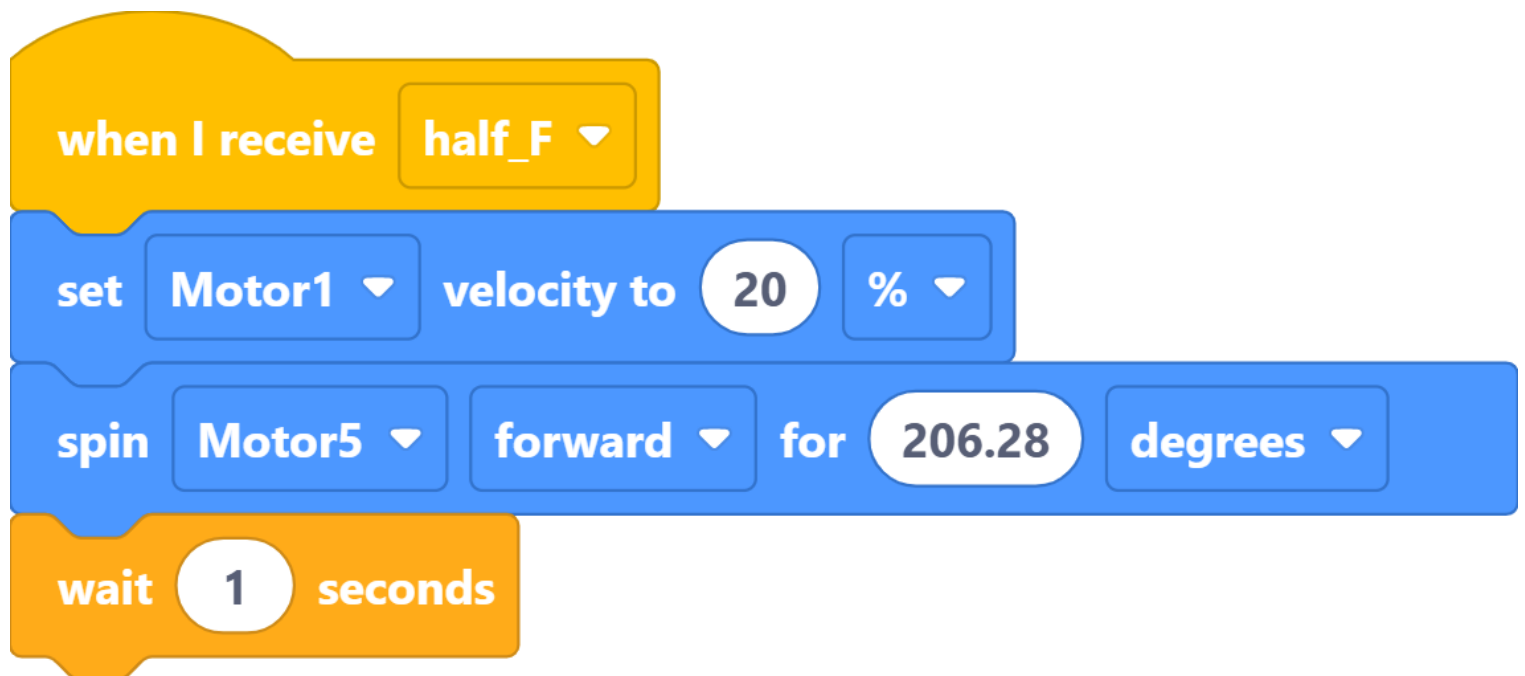 when I receive half_F
set Motor1 velocity to 20 %
spin Motor5 forward for 206.28 degrees
wait 1 seconds